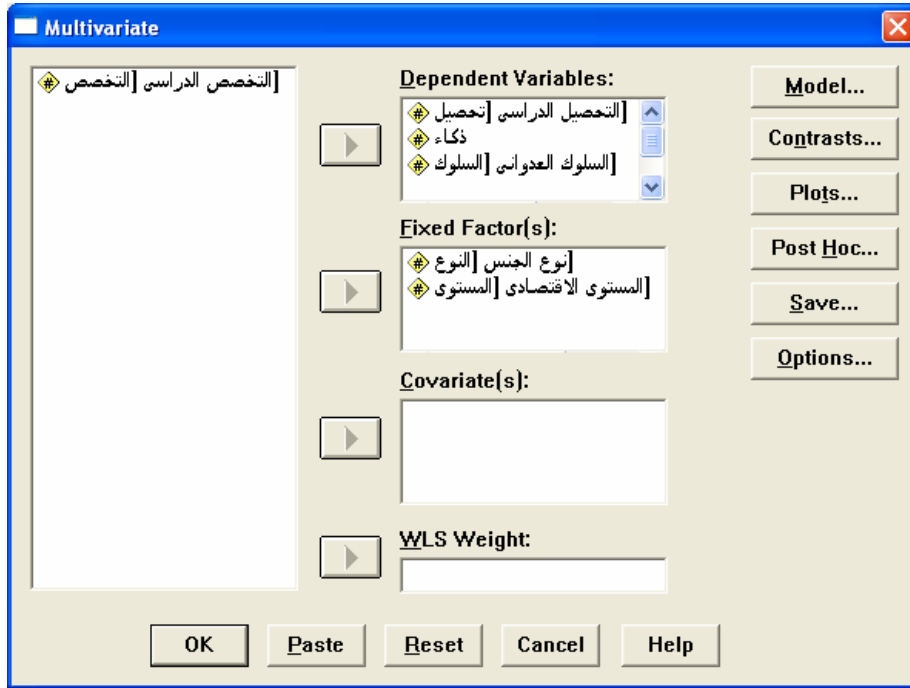 Multivariate
التخصص الدراسى [التخصص]
Dependent Variables:
التحصيل الدراسى [تحصيل]
ذكاء
السلوك العدوانى [السلوك]
Fixed Factor(s):
نوع الجنس [النوع]
المستوى الاقتصادى [المستوى]
Covariate(s):
WLS Weight:
Model...
Contrasts...
Plots...
Post Hoc...
Save...
Options...
OK
Paste
Reset
Cancel
Help